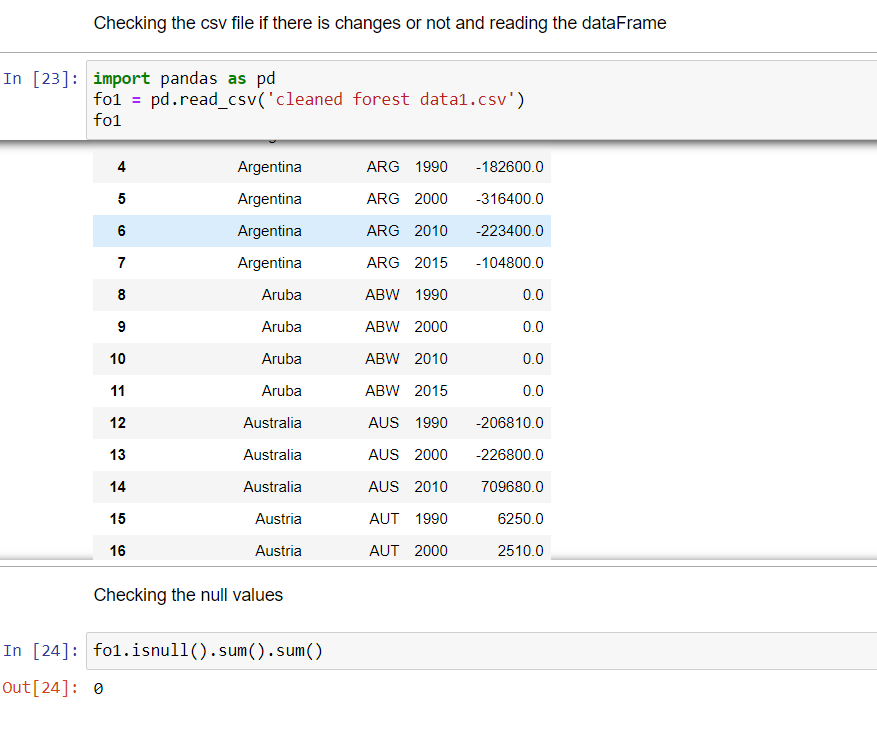 Checking the csv file if there is changes or not and reading the dataFrame
In [23]: import pandas as pd
fo1 = pd.read_csv('cleaned forest data1.csv')
fo1
4 Argentina ARG 1990 -182600.0
5 Argentina ARG 2000 -316400.0
6 Argentina ARG 2010 -223400.0
7 Argentina ARG 2015 -104800.0
8 Aruba ABW 1990 0.0
9 Aruba ABW 2000 0.0
10 Aruba ABW 2010 0.0
11 Aruba ABW 2015 0.0
12 Australia AUS 1990 -206810.0
13 Australia AUS 2000 -226800.0
14 Australia AUS 2010 709680.0
15 Austria AUT 1990 6250.0
16 Austria AUT 2000 2510.0
Checking the null values
In [24]: fo1.isnull().sum().sum()
Out[24]: 0